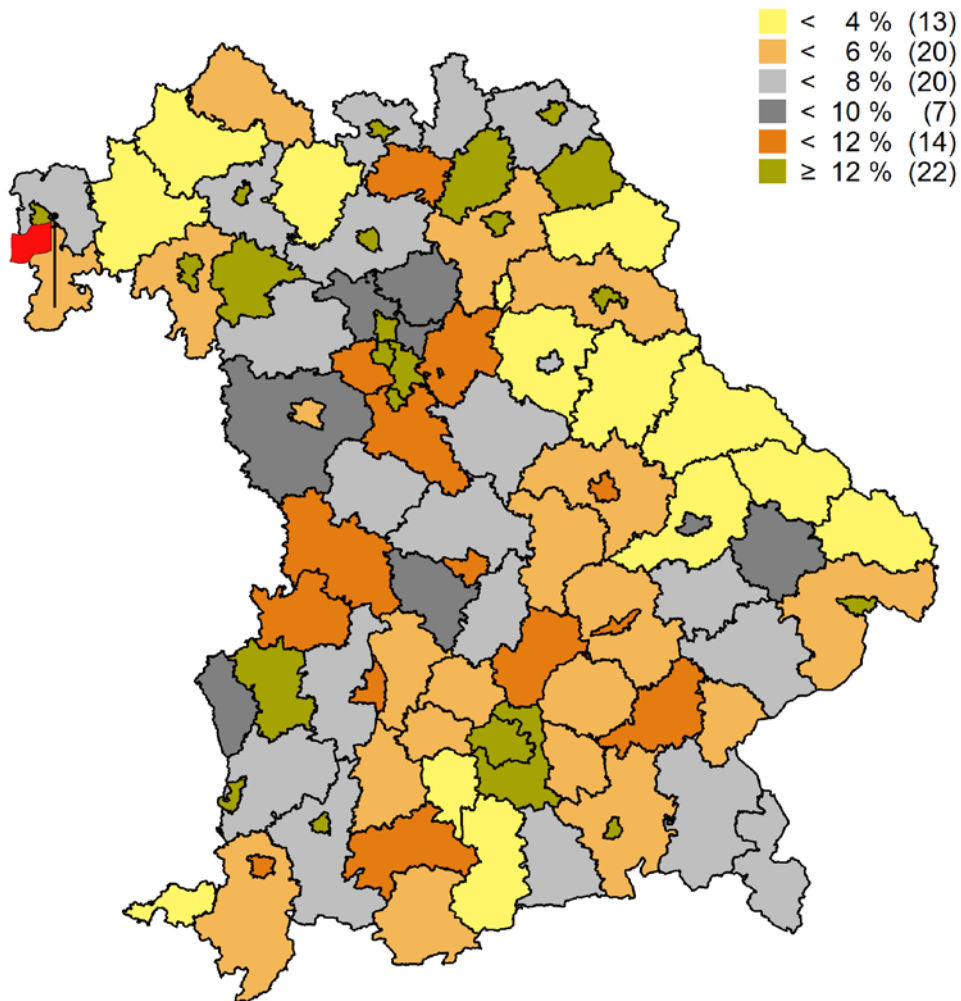 < 4 % (13)
< 6 % (20)
< 8 % (20)
< 10 % (7)
< 12 % (14)
≥ 12 % (22)